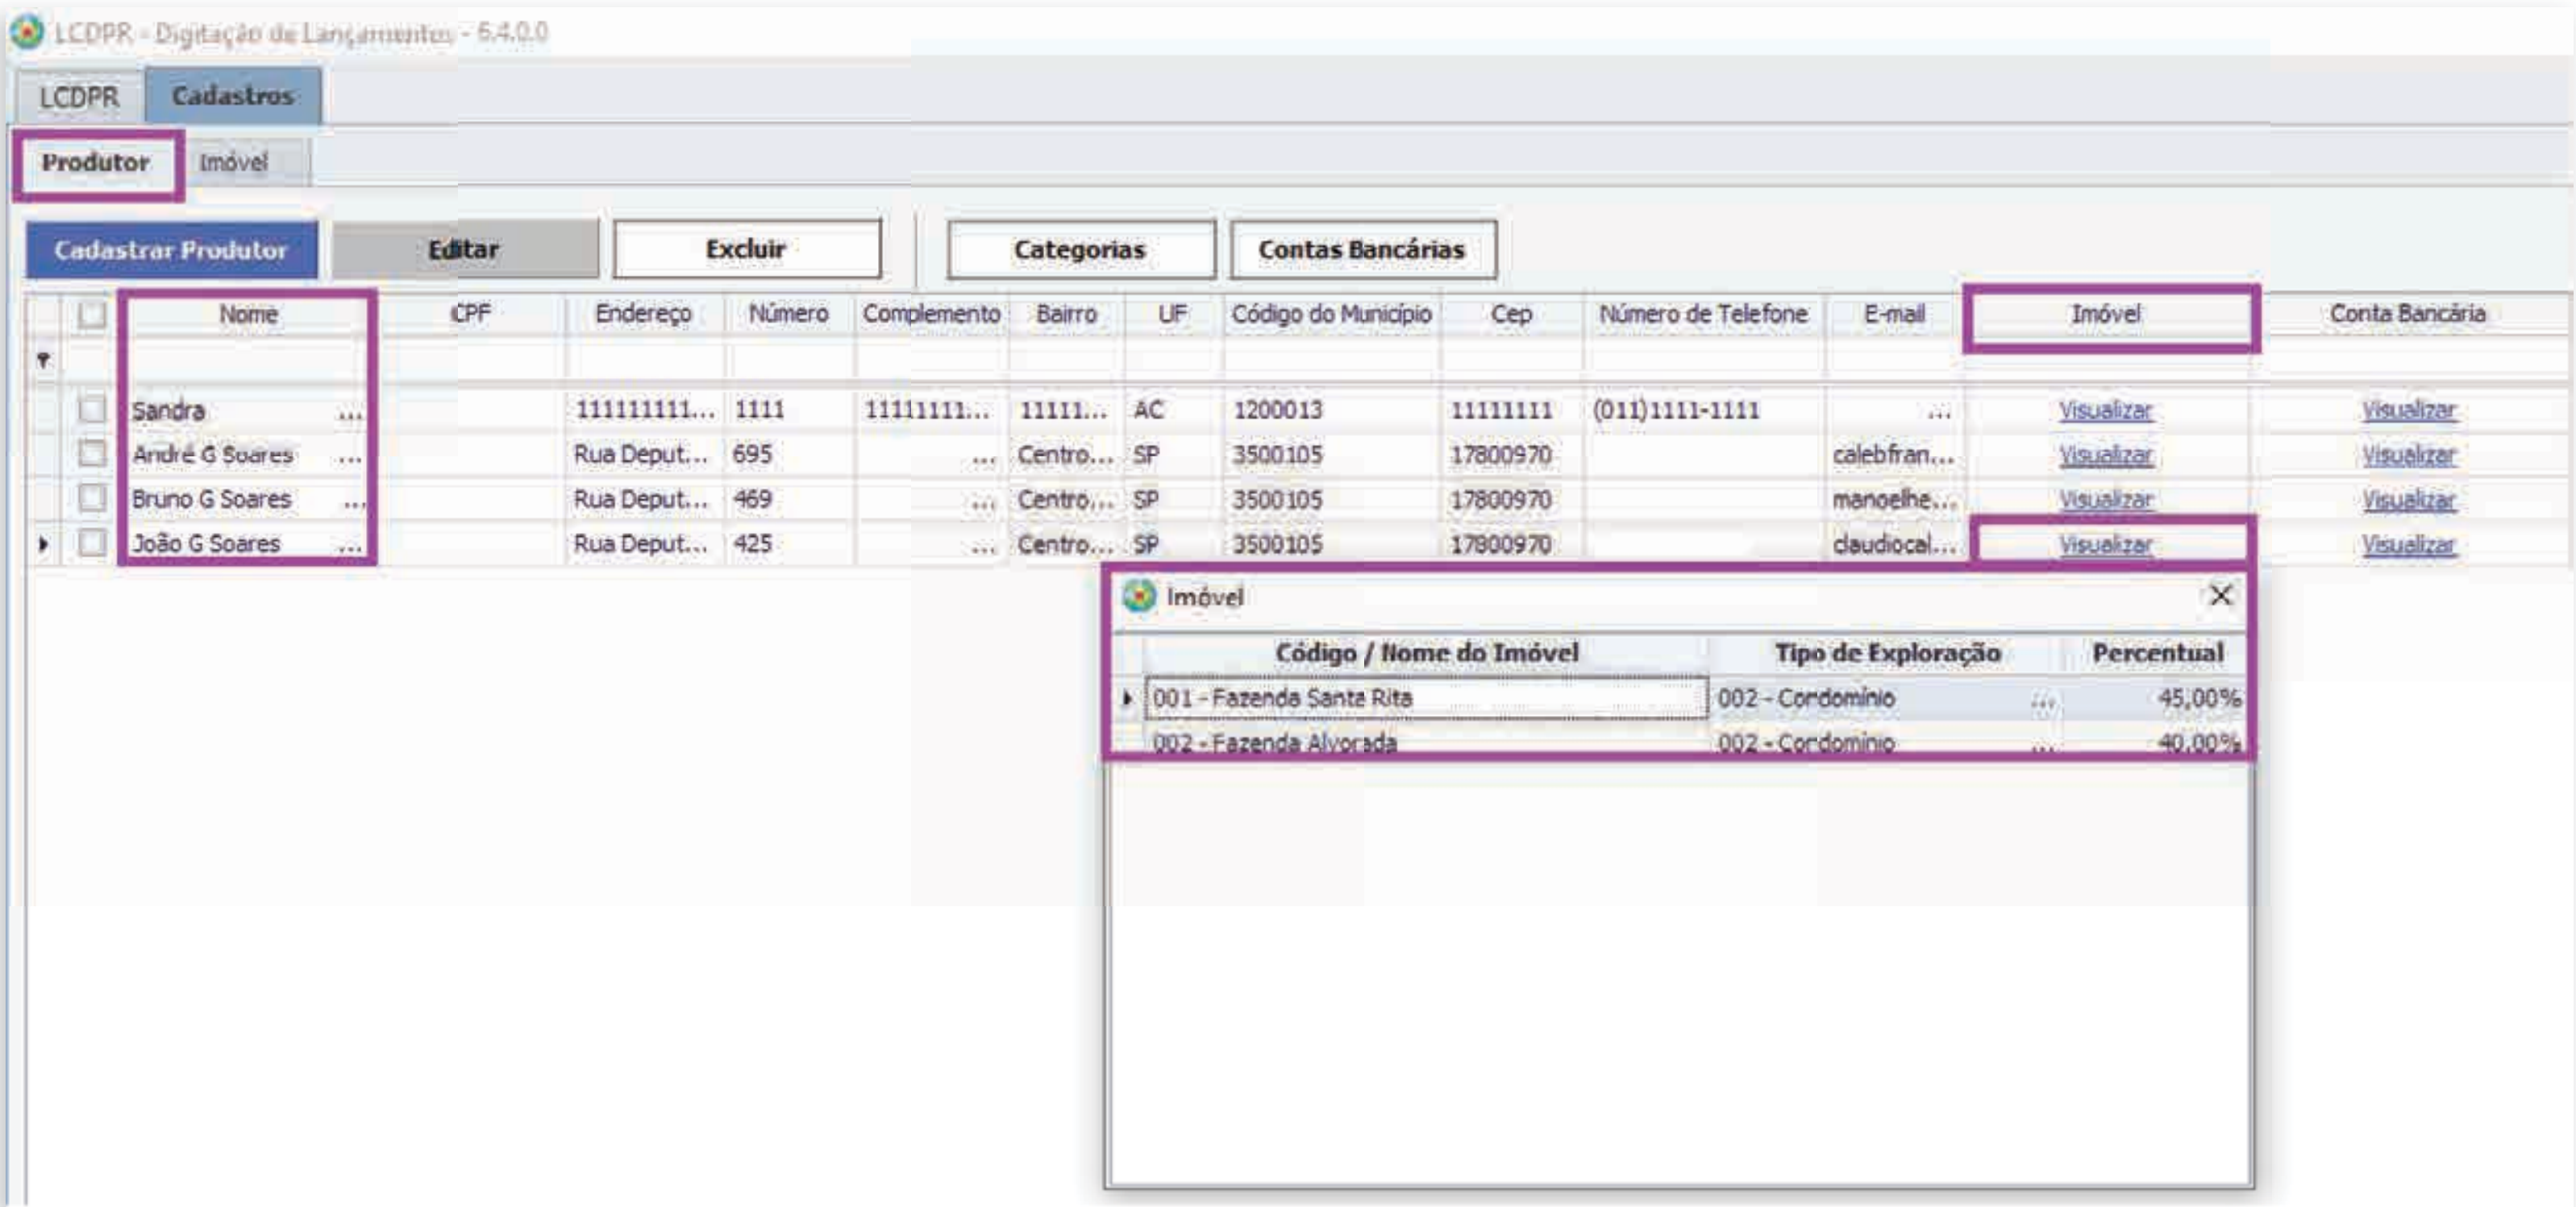 LCDPR - Digitação de Lançamentos - 6.4.0.0
LCDPR Cadastros
Produtor Imóvel
Cadastrar Produtor Editar Excluir Categorias Contas Bancárias
Nome CPF Endereço Número Complemento Bairro UF Código do Município Cep Número de Telefone E-mail Imóvel Conta Bancária
Sandra ... 111111111... 1111 11111111... 11111... AC 1200013 11111111 (011)1111-1111 ... Visualizar Visualizar
André G Soares ... Rua Deput... 695 ... Centro... SP 3500105 17800970 calebfran... Visualizar Visualizar
Bruno G Soares ... Rua Deput... 469 ... Centro... SP 3500105 17800970 manoelhe... Visualizar Visualizar
João G Soares ... Rua Deput... 425 ... Centro... SP 3500105 17800970 claudiocal... Visualizar Visualizar
Imóvel
Código / Nome do Imóvel Tipo de Exploração Percentual
001 - Fazenda Santa Rita 002 - Condomínio ... 45,00%
002 - Fazenda Alvorada 002 - Condomínio ... 40,00%